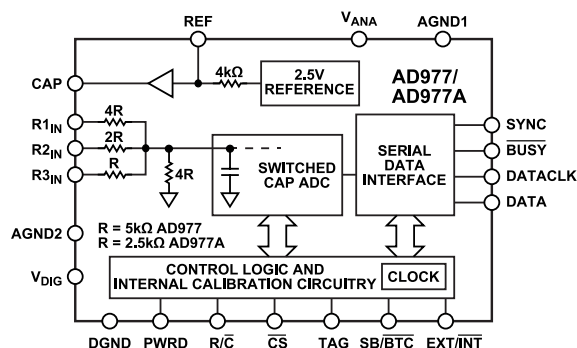 REF
VANA
AGND1
CAP
4kΩ
2.5V
REFERENCE
AD977/
AD977A
R1IN
4R
R2IN
2R
R3IN
R
4R
SWITCHED
CAP ADC
SERIAL
DATA
INTERFACE
SYNC
BUSY
DATACLK
DATA
AGND2
R = 5kΩ AD977
R = 2.5kΩ AD977A
VDIG
CONTROL LOGIC AND
INTERNAL CALIBRATION CIRCUITRY
CLOCK
DGND
PWRD
R/C
CS
TAG
SB/BTC
EXT/INT